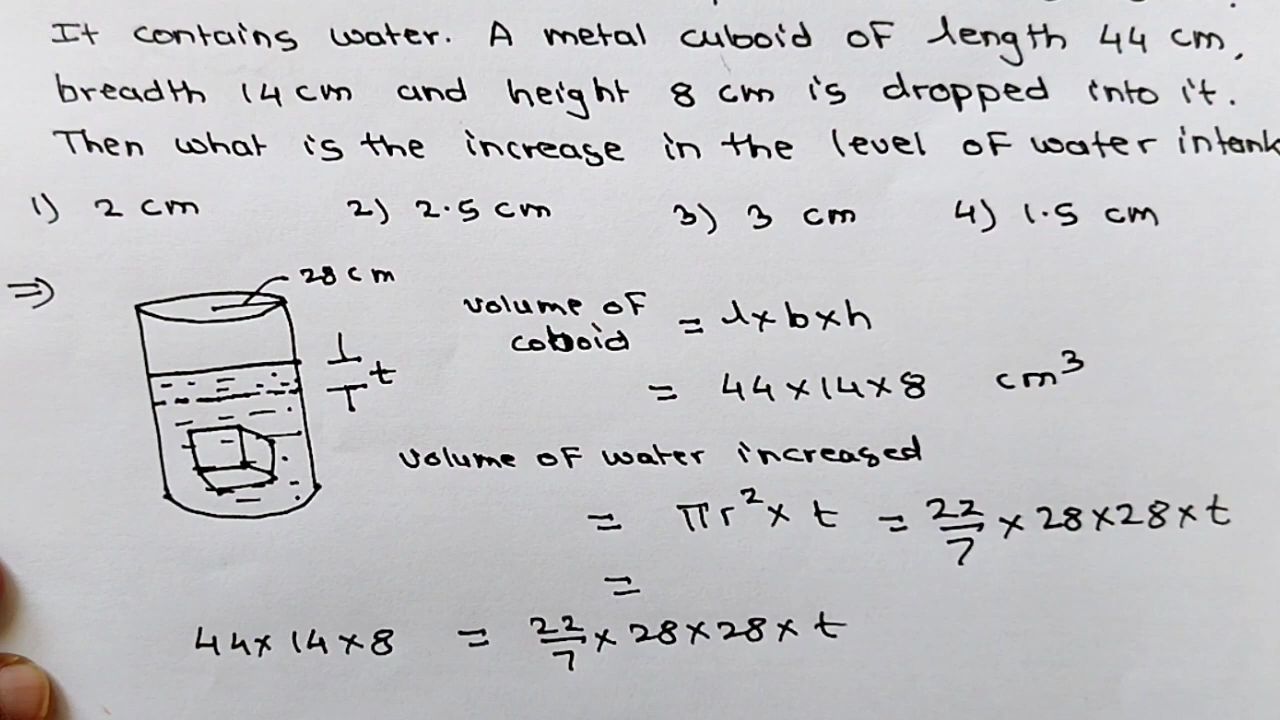 It contains water. A metal cuboid of length 44 cm,
breadth 14 cm and height 8 cm is dropped into it.
Then what is the increase in the level of water intank
1) 2 cm 2) 2.5 cm 3) 3 cm 4) 1.5 cm
⇒ 28 cm
volume of coboid = l x b x h
t
= 44 x 14 x 8 cm³
volume of water increased
= πr² x t = 22/7 x 28 x 28 x t
=
44 x 14 x 8 = 22/7 x 28 x 28 x t